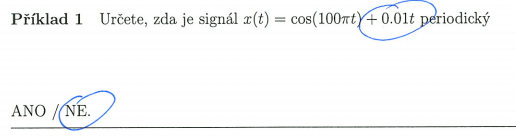 Příklad 1 Určete, zda je signál x(t) = cos(100πt) + 0.01t periodický
ANO / NE.